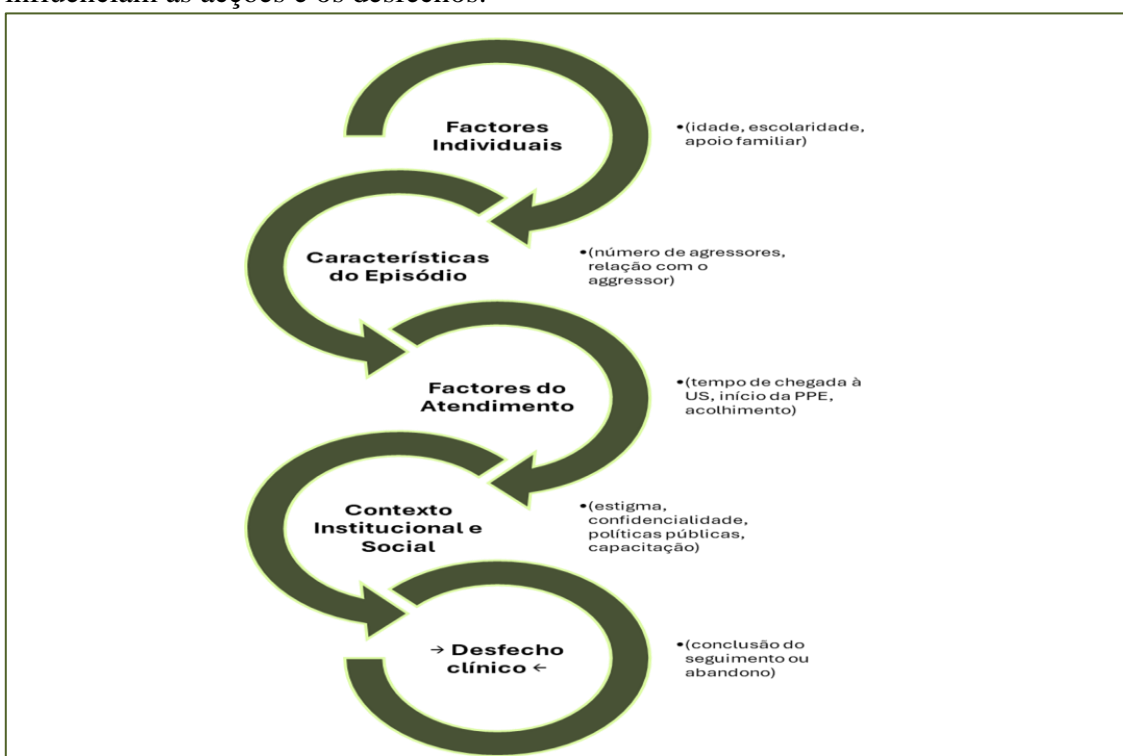 influenciam as acções e os desfechos.
Factores
Individuais
•(idade, escolaridade,
apoio familiar)
Características
do Episódio
•(número de agressores,
relação com o
aggressor)
Factores do
Atendimento
•(tempo de chegada à
US, início da PPE,
acolhimento)
Contexto
Institucional e
Social
•(estigma,
confidencialidade,
políticas públicas,
capacitação)
→ Desfecho
clínico ←
•(conclusão do
seguimento ou
abandono)